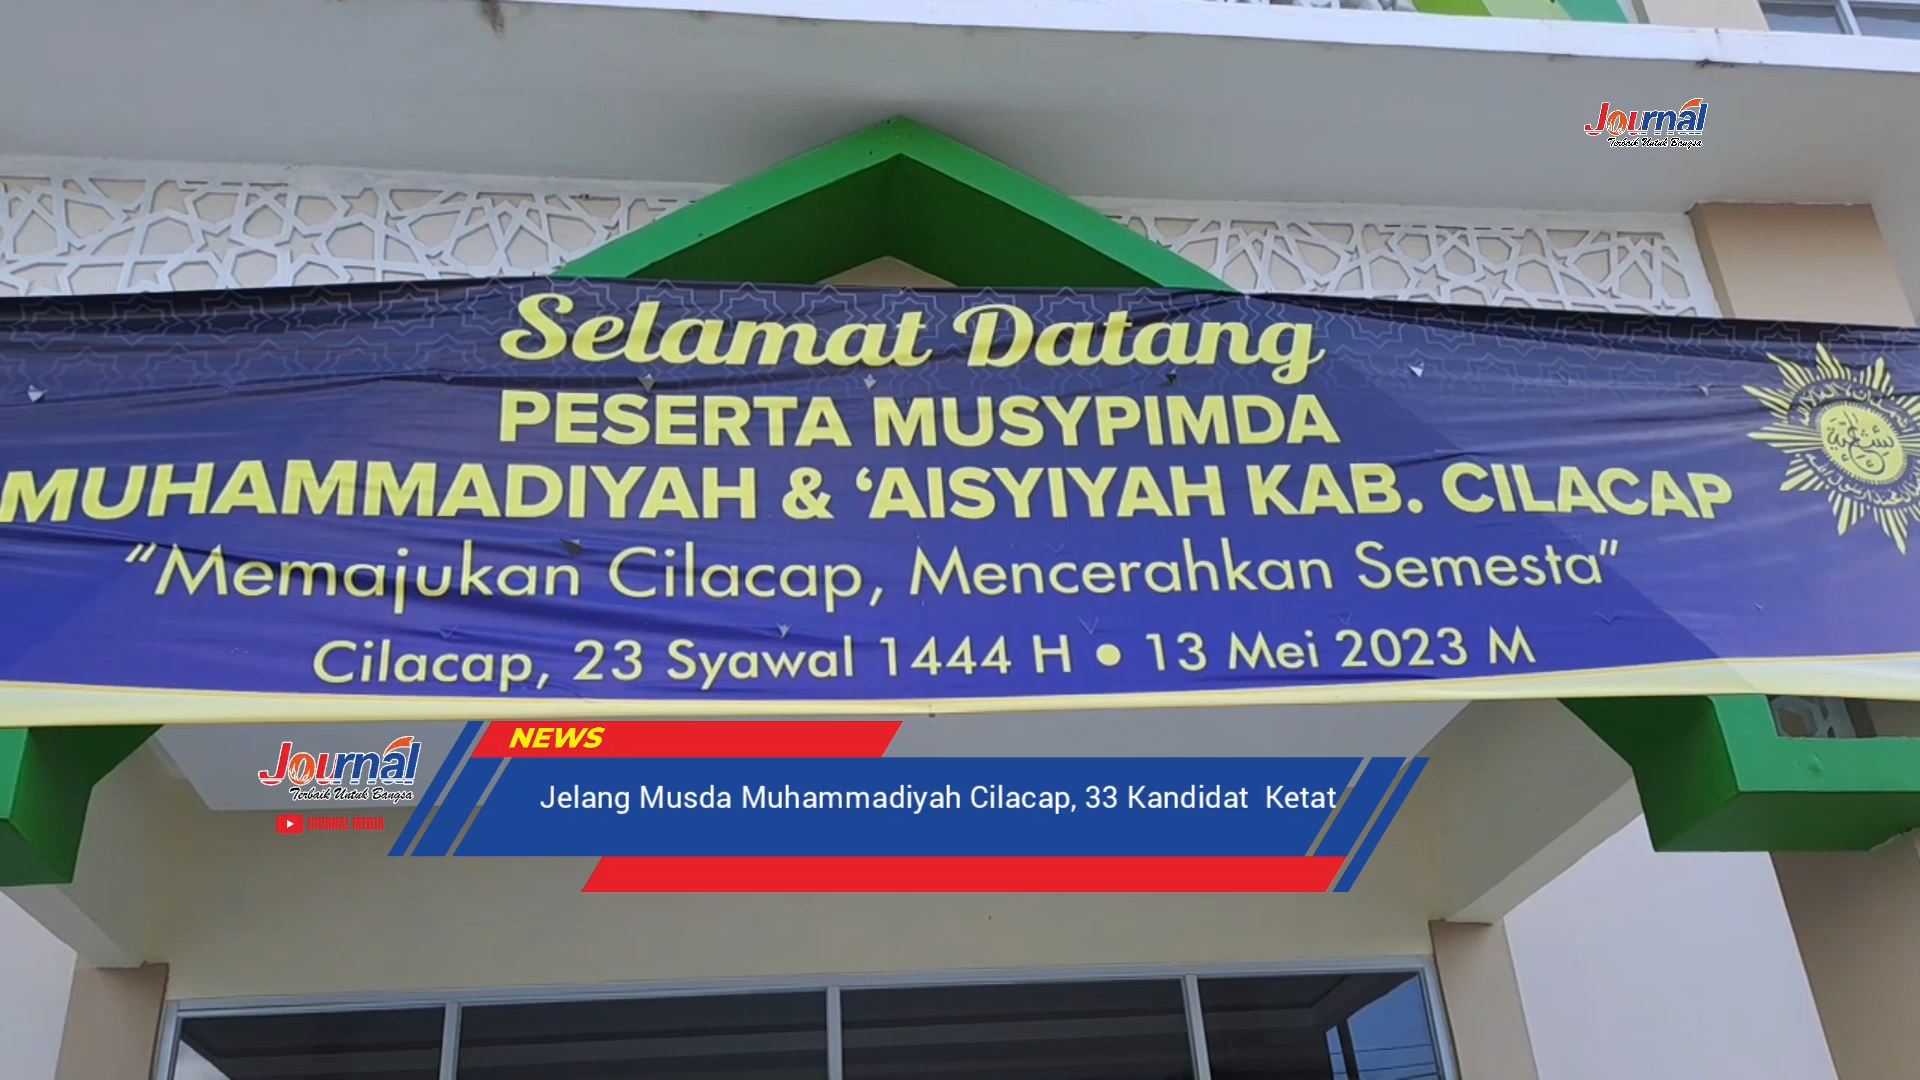 Journal
Terbaik Untuk Bangsa
Selamat Datang
PESERTA MUSYPIMDA
MUHAMMADIYAH & ‘AISYIYAH KAB. CILACAP
“Memajukan Cilacap, Mencerahkan Semesta”
Cilacap, 23 Syawal 1444 H ● 13 Mei 2023 M
NEWS
Journal
Terbaik Untuk Bangsa
JOURNAL MEDIA
Jelang Musda Muhammadiyah Cilacap, 33 Kandidat Ketat